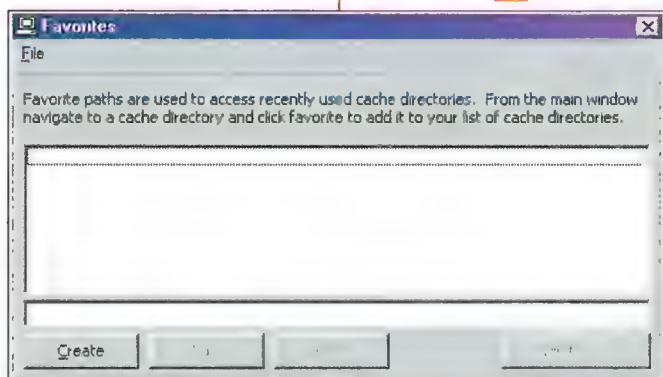 Favorites
File
Favorite paths are used to access recently used cache directories. From the main window
navigate to a cache directory and click favorite to add it to your list of cache directories.
Create